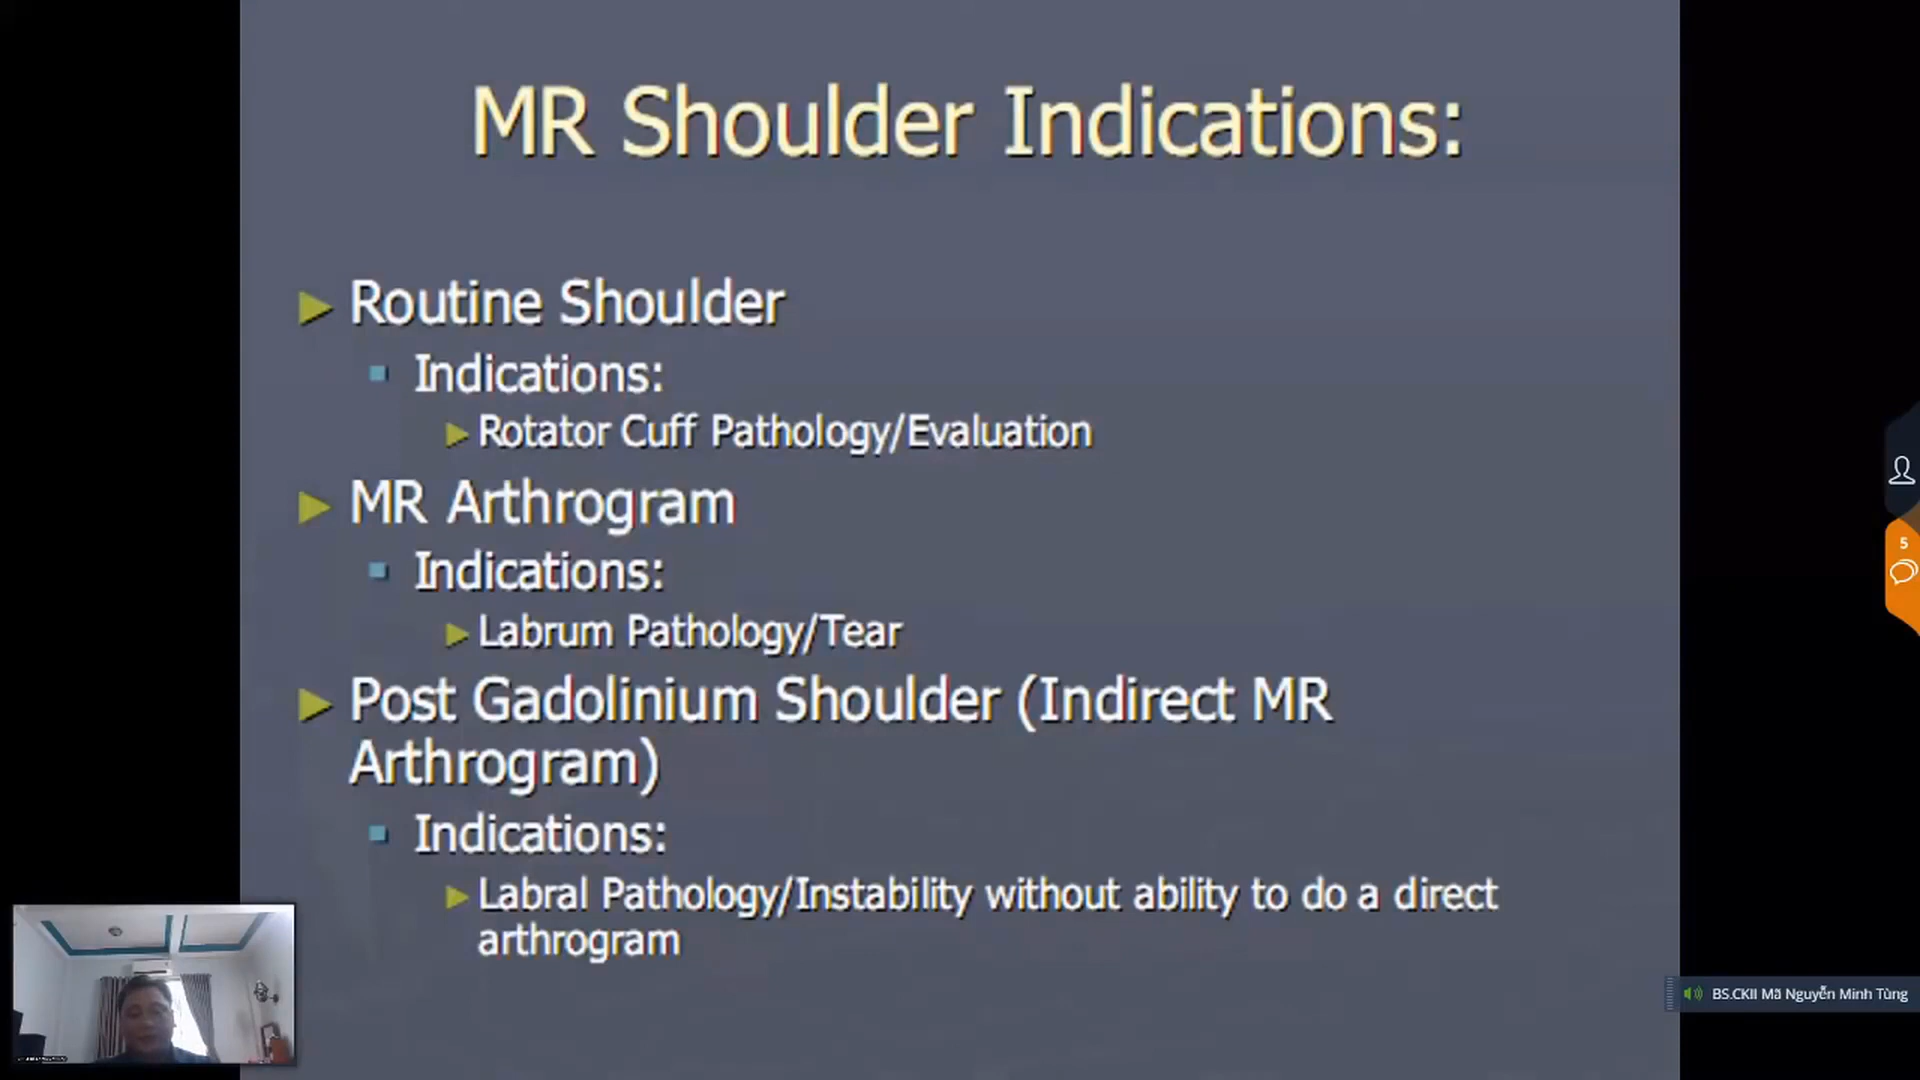 MR Shoulder Indications:
Routine Shoulder
Indications:
Rotator Cuff Pathology/Evaluation
MR Arthrogram
Indications:
Labrum Pathology/Tear
Post Gadolinium Shoulder (Indirect MR
Arthrogram)
Indications:
Labral Pathology/Instability without ability to do a direct
arthrogram
5
BS.CKII Mã Nguyễn Minh Tùng